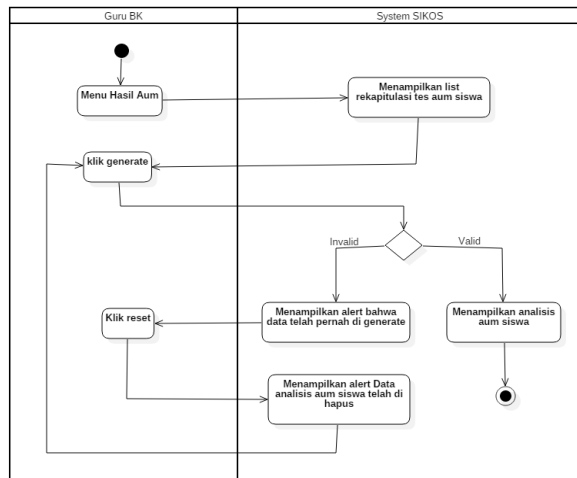 Guru BK
System SIKOS
Menu Hasil Aum
Menampilkan list
rekapitulasi tes aum siswa
klik generate
Invalid
Valid
Klik reset
Menampilkan alert bahwa
data telah pernah di generate
Menampilkan analisis
aum siswa
Menampilkan alert Data
analisis aum siswa telah di
hapus